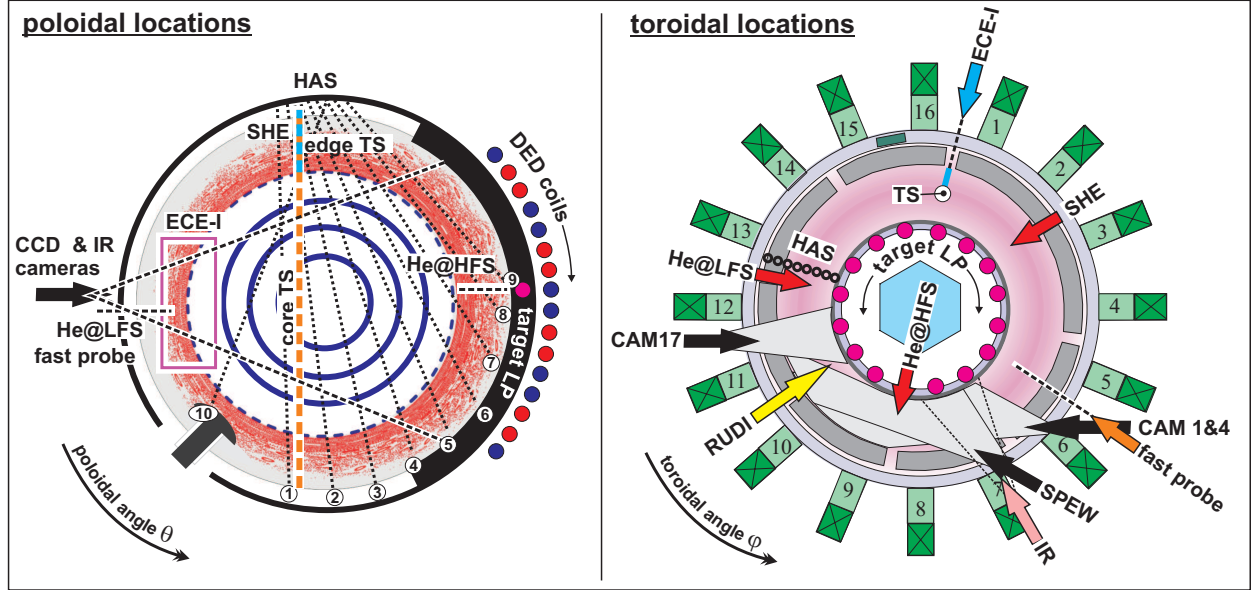 poloidal locations
HAS
SHE
edge TS
DED coils
ECE-I
CCD & IR
cameras
He@HFS
He@LFS
fast probe
core TS
target LP
9
8
7
6
5
4
3
2
1
10
poloidal angle θ
toroidal locations
ECE-I
16
1
2
3
4
5
6
8
9
10
11
12
13
14
15
TS
SHE
HAS
He@LFS
target LP
He@HFS
CAM17
RUDI
CAM 1&4
fast probe
SPEW
IR
toroidal angle φ